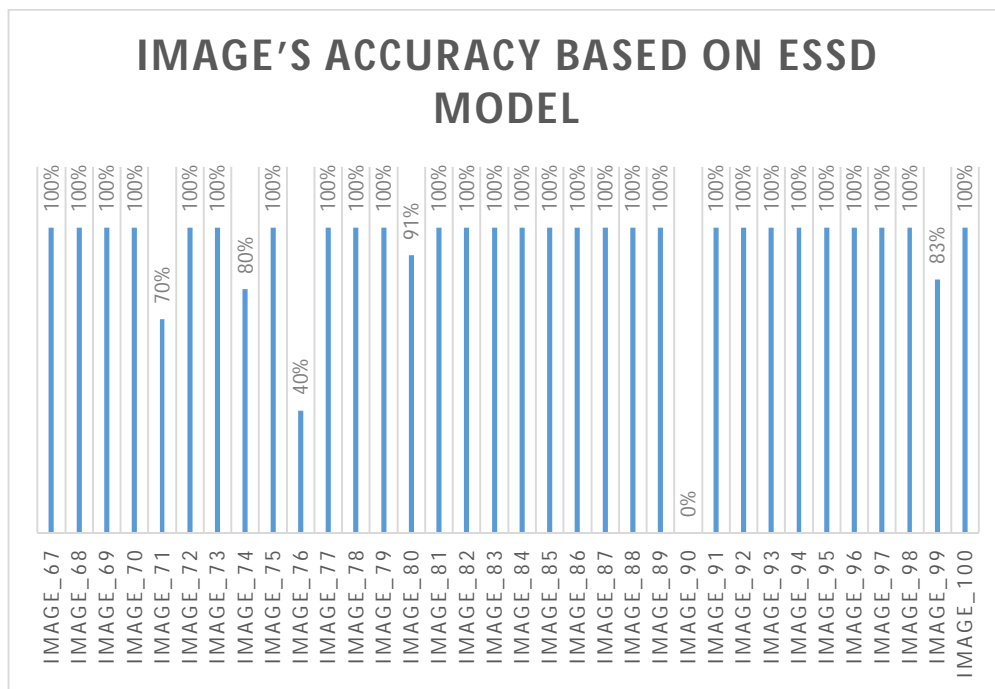 IMAGE’S ACCURACY BASED ON ESSD
MODEL
100%
100%
100%
100%
70%
100%
100%
80%
100%
40%
100%
100%
100%
91%
100%
100%
100%
100%
100%
100%
100%
100%
100%
0%
100%
100%
100%
100%
100%
100%
100%
100%
83%
100%
IMAGE_67
IMAGE_68
IMAGE_69
IMAGE_70
IMAGE_71
IMAGE_72
IMAGE_73
IMAGE_74
IMAGE_75
IMAGE_76
IMAGE_77
IMAGE_78
IMAGE_79
IMAGE_80
IMAGE_81
IMAGE_82
IMAGE_83
IMAGE_84
IMAGE_85
IMAGE_86
IMAGE_87
IMAGE_88
IMAGE_89
IMAGE_90
IMAGE_91
IMAGE_92
IMAGE_93
IMAGE_94
IMAGE_95
IMAGE_96
IMAGE_97
IMAGE_98
IMAGE_99
IMAGE_100